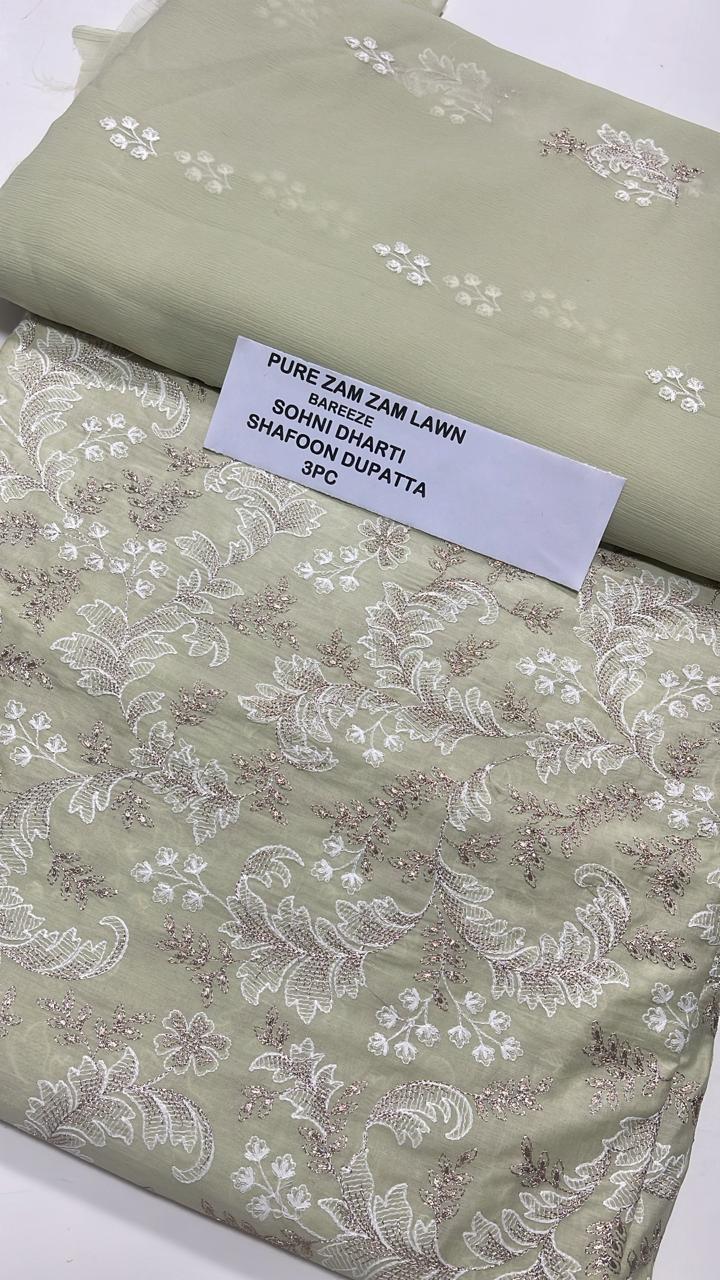 PURE ZAM ZAM LAWN
BAREEZE
SOHNI DHARTI
SHAFOON DUPATTA
3PC